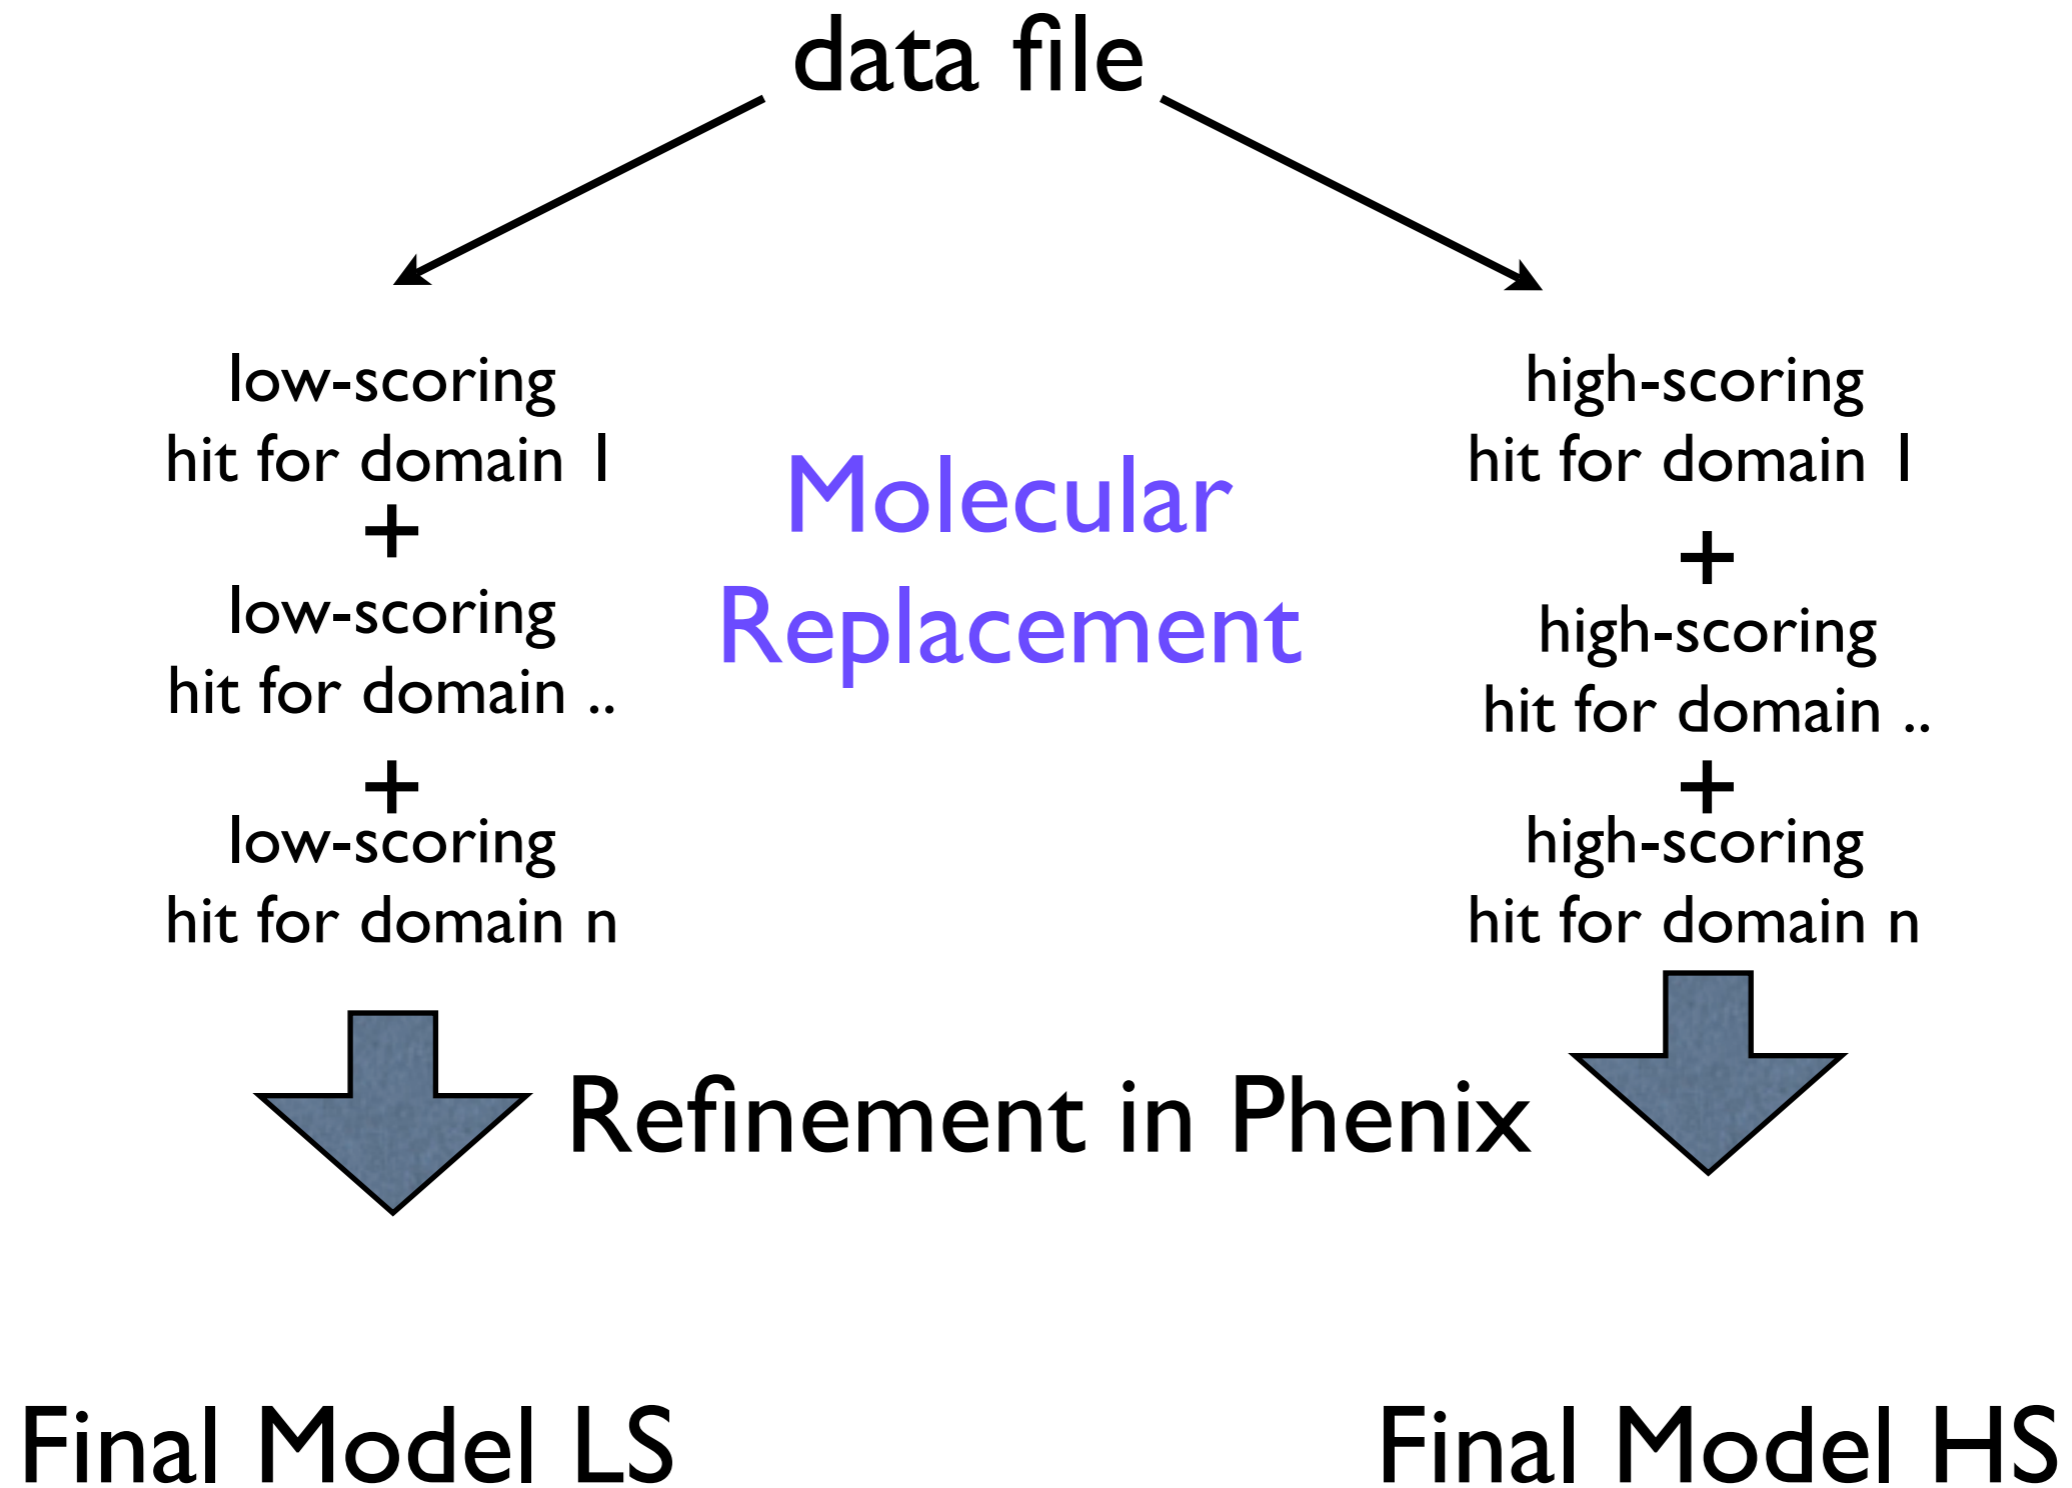 data file
low-scoring
hit for domain 1
+
low-scoring
hit for domain ..
+
low-scoring
hit for domain n
Molecular
Replacement
high-scoring
hit for domain 1
+
high-scoring
hit for domain ..
+
high-scoring
hit for domain n
Refinement in Phenix
Final Model LS
Final Model HS